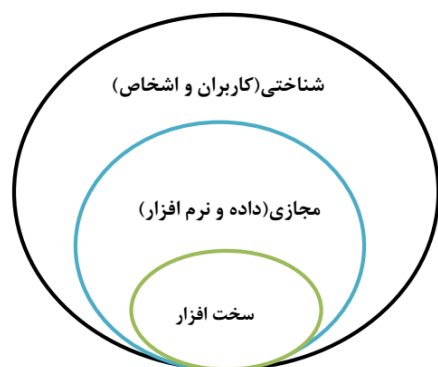 شناختی(کاربران و اشخاص)
مجازی(داده و نرم افزار)
سخت افزار